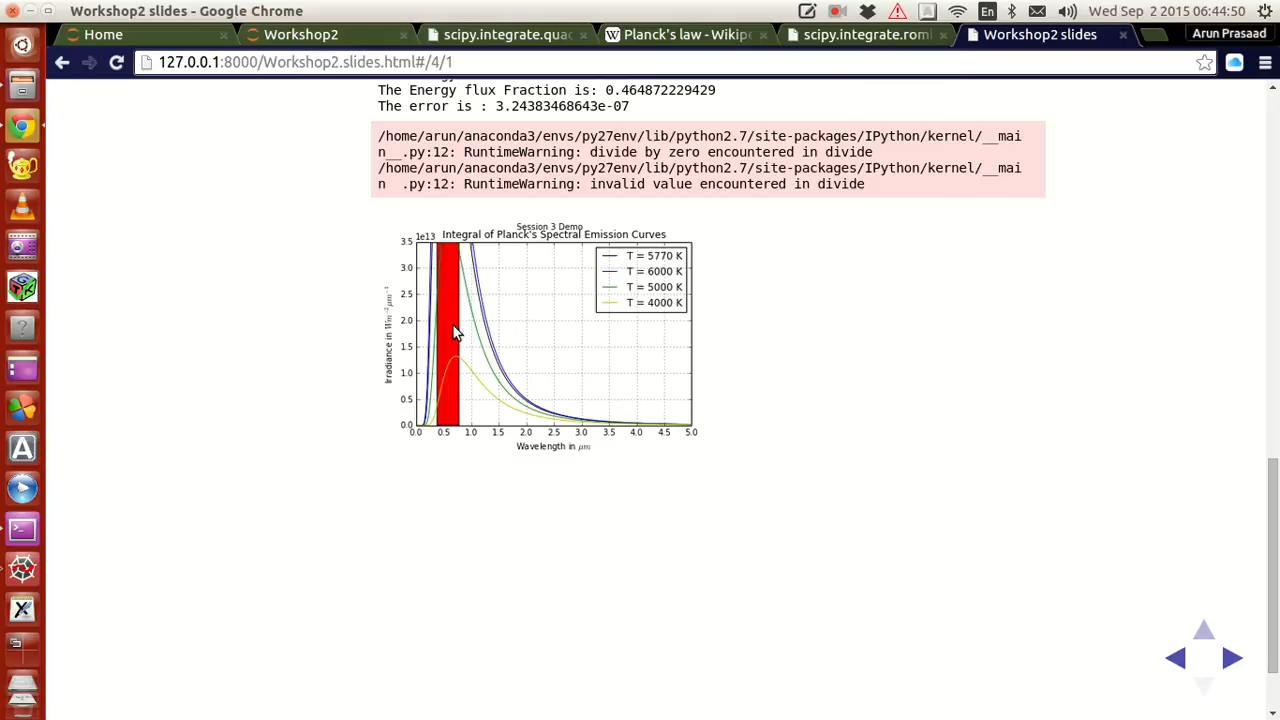 Workshop2 slides - Google Chrome
En
Wed Sep 2 2015 06:44:50
Home
Workshop2
scipy.integrate.quad
Planck's law - Wikipe
scipy.integrate.rom
Workshop2 slides
Arun Prasaad
127.0.0.1:8000/Workshop2.slides.html#/4/1
The Energy flux Fraction is: 0.464872229429
The error is : 3.24383468643e-07
/home/arun/anaconda3/envs/py27env/lib/python2.7/site-packages/IPython/kernel/__mai
n__.py:12: RuntimeWarning: divide by zero encountered in divide
/home/arun/anaconda3/envs/py27env/lib/python2.7/site-packages/IPython/kernel/__mai
n .py:12: RuntimeWarning: invalid value encountered in divide
Session 3 Demo
Integral of Planck's Spectral Emission Curves
1e13
3.5
3.0
2.5
2.0
1.5
1.0
0.5
0.0
Irradiance in Wm⁻²μm⁻¹
T = 5770 K
T = 6000 K
T = 5000 K
T = 4000 K
0.0 0.5 1.0 1.5 2.0 2.5 3.0 3.5 4.0 4.5 5.0
Wavelength in μm